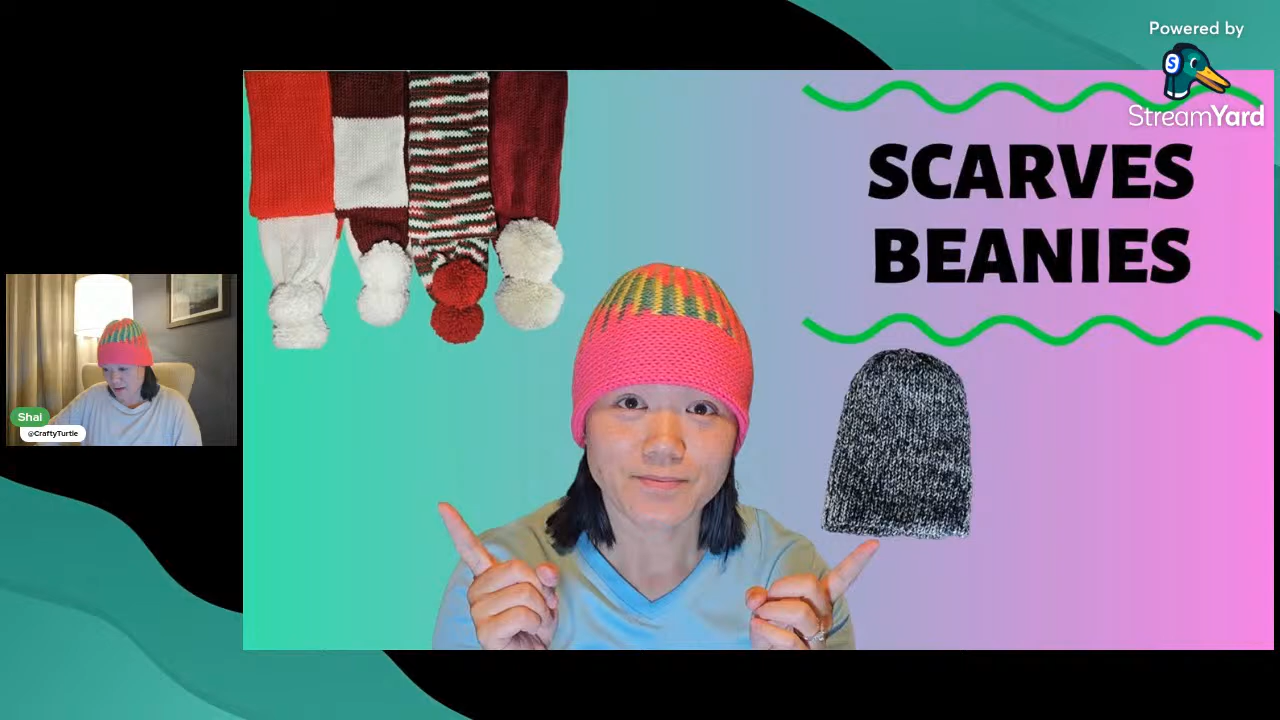 Powered by
S
StreamYard
SCARVES
BEANIES
Shai
@CraftyTurtle